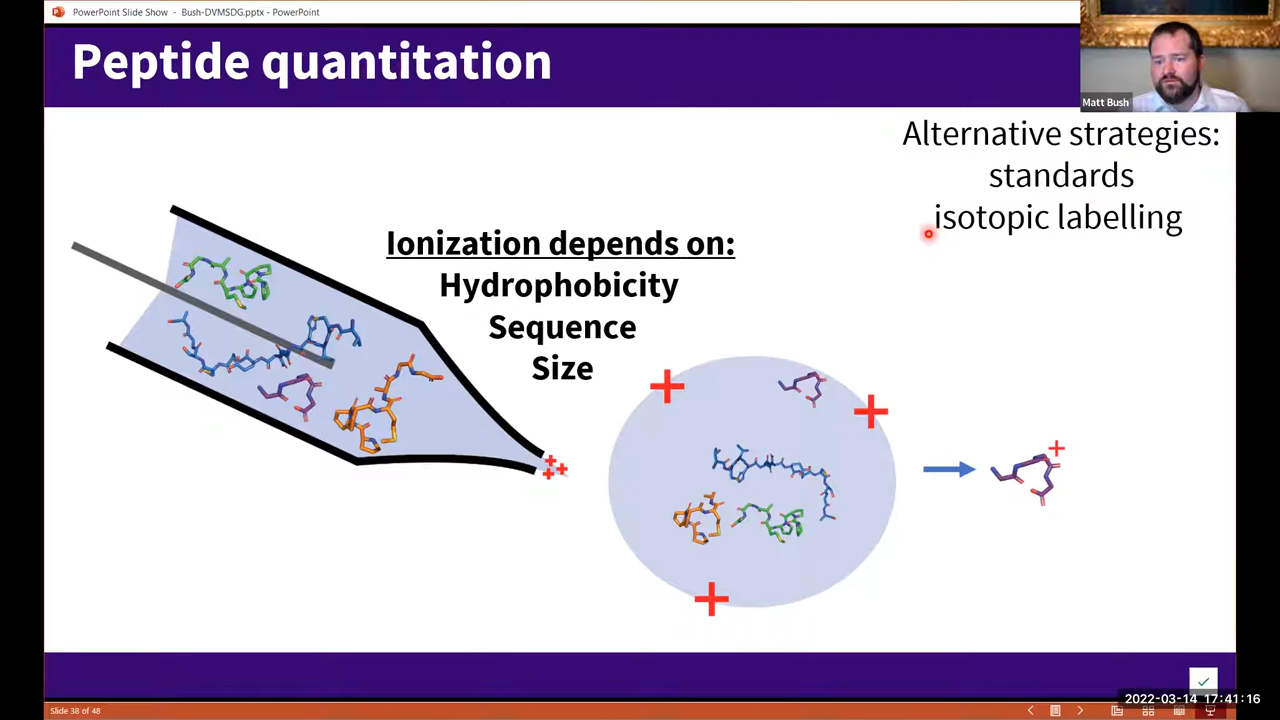 PowerPoint Slide Show - Bush-DVMSDG.pptx - PowerPoint
Peptide quantitation
Matt Bush
Alternative strategies:
standards
isotopic labelling
Ionization depends on:
Hydrophobicity
Sequence
Size
+
+
+
+
+
+
+
2022-03-14 17:41:16
Slide 38 of 48